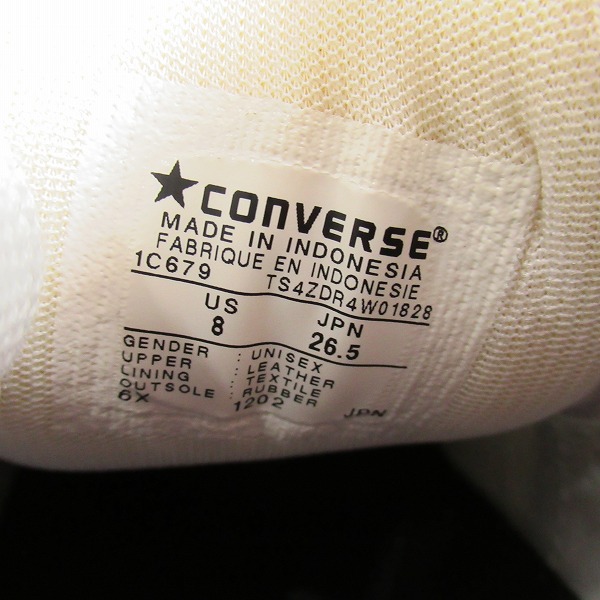 ★CONVERSE®
MADE IN INDONESIA
FABRIQUE EN INDONESIE
1C679 TS4ZDR4W01828
US JPN
8 26.5
GENDER : UNISEX
UPPER : LEATHER
LINING : TEXTILE
OUTSOLE : RUBBER
6X 1202 JPN